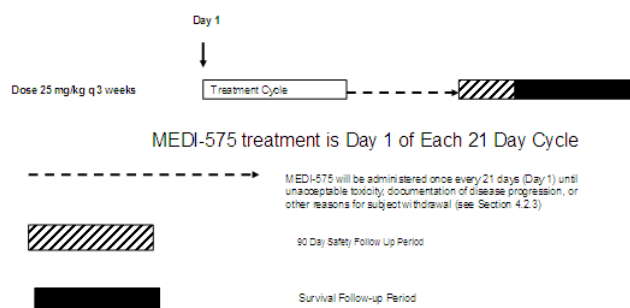 Day 1
Dose 25 mg/kg q 3 weeks
Treatment Cycle
MEDI-575 treatment is Day 1 of Each 21 Day Cycle
MEDI-575 will be administered once every 21 days (Day 1) until
unacceptable toxicity, documentation of disease progression, or
other reasons for subject withdrawal (see Section 4.2.3)
90 Day Safety Follow Up Period
Survival Follow-up Period